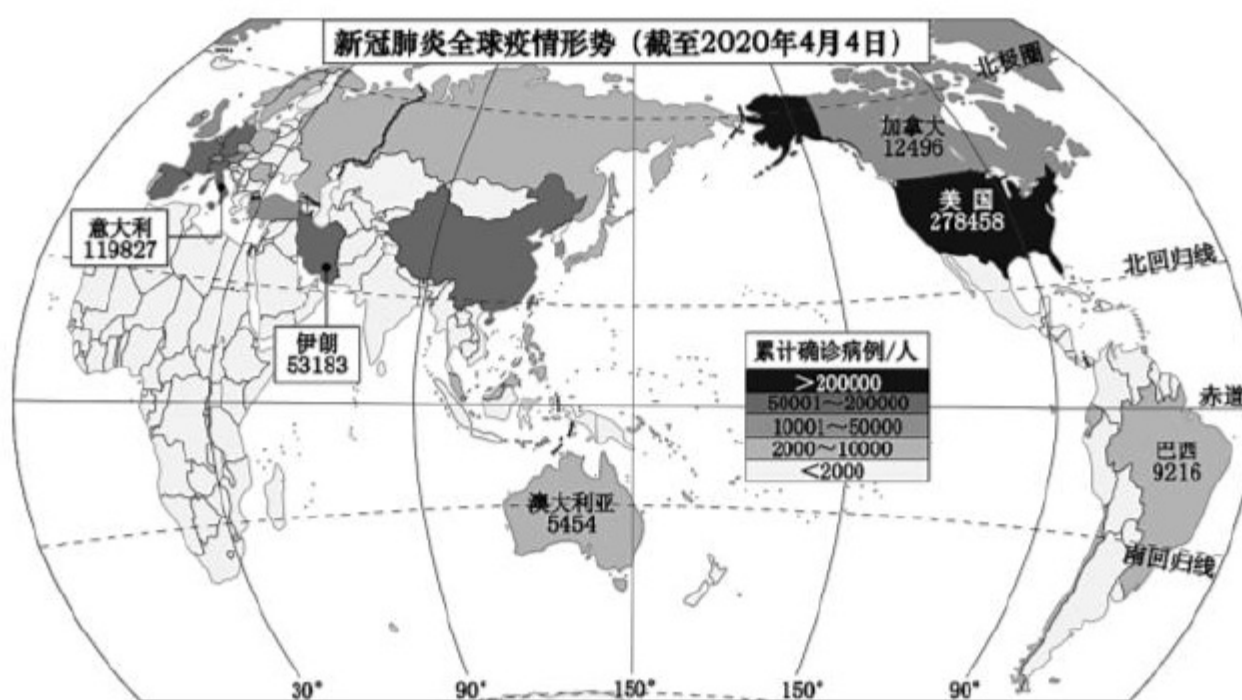 新冠肺炎全球疫情形势（截至2020年4月4日）
北极圈
加拿大
12496
美国
278458
意大利
119827
北回归线
伊朗
53183
累计确诊病例/人
＞200000
50001～200000
10001～50000
2000～10000
＜2000
赤道
巴西
9216
澳大利亚
5454
南回归线
30° 90° 150° 150° 90°